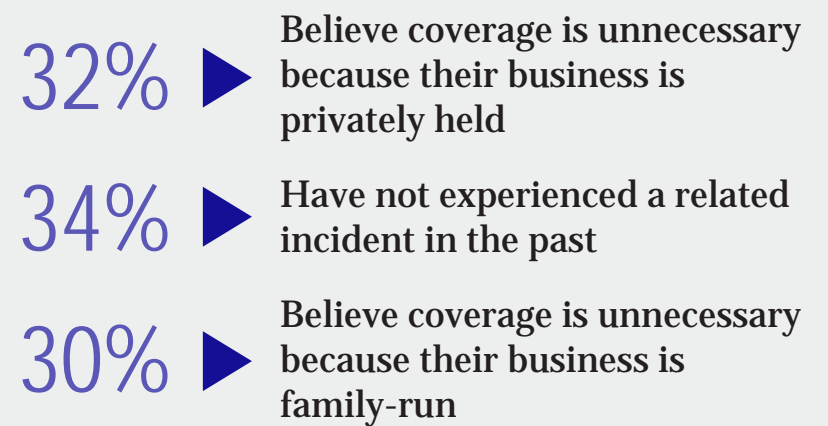 32%
Believe coverage is unnecessary
because their business is
privately held
34%
Have not experienced a related
incident in the past
30%
Believe coverage is unnecessary
because their business is
family-run